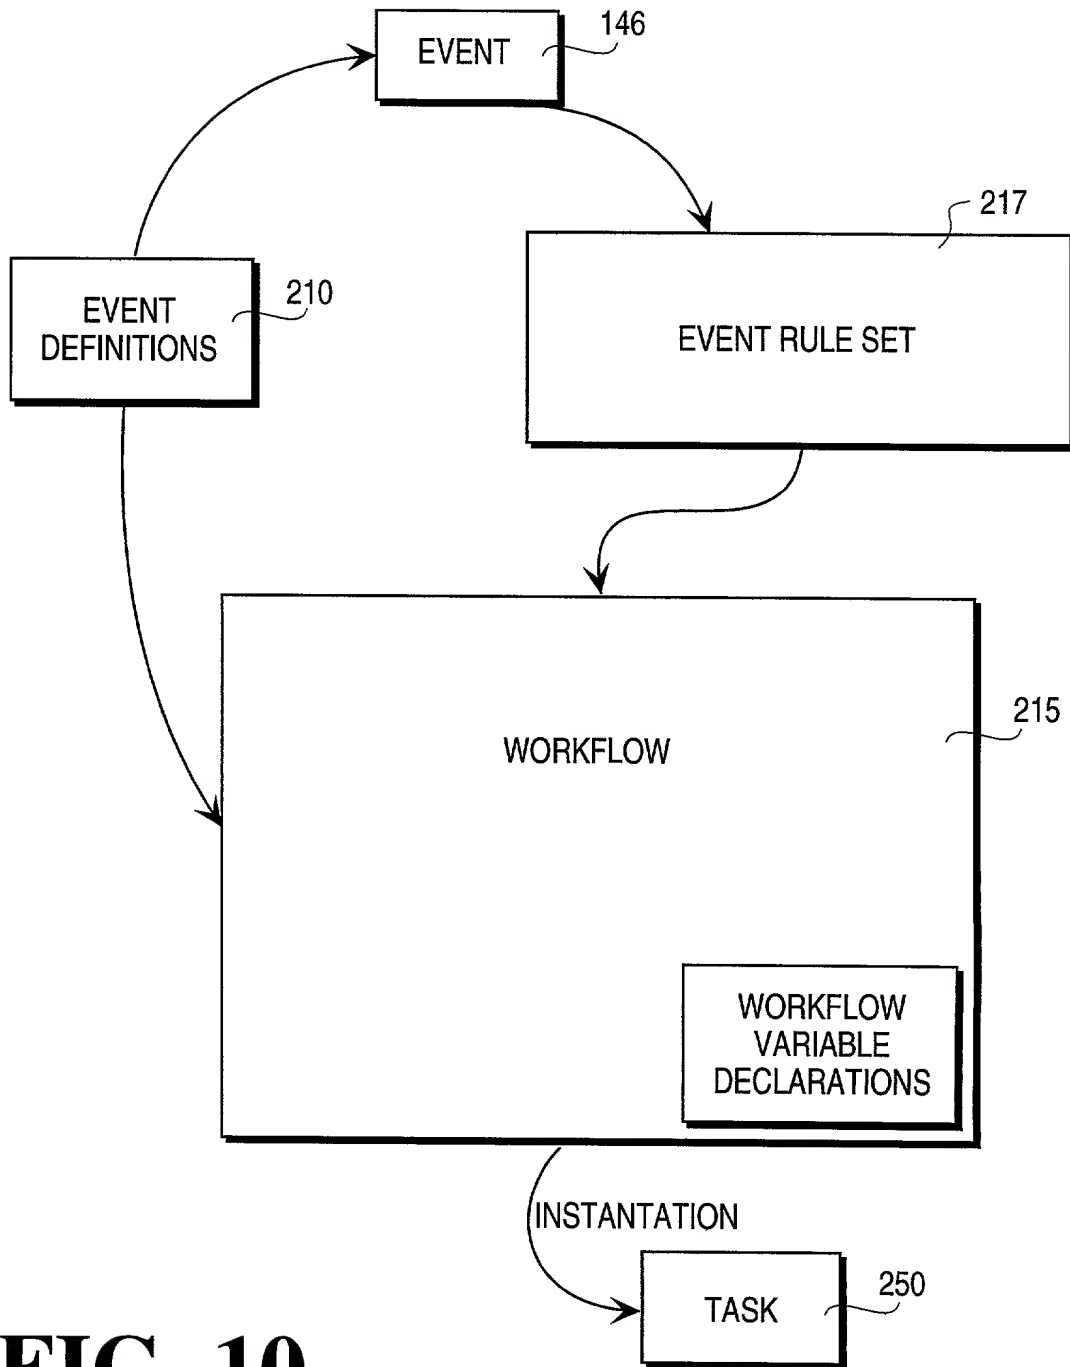 EVENT
146
217
EVENT
DEFINITIONS
210
EVENT RULE SET
215
WORKFLOW
WORKFLOW
VARIABLE
DECLARATIONS
INSTANTATION
TASK
250
FIG. 10